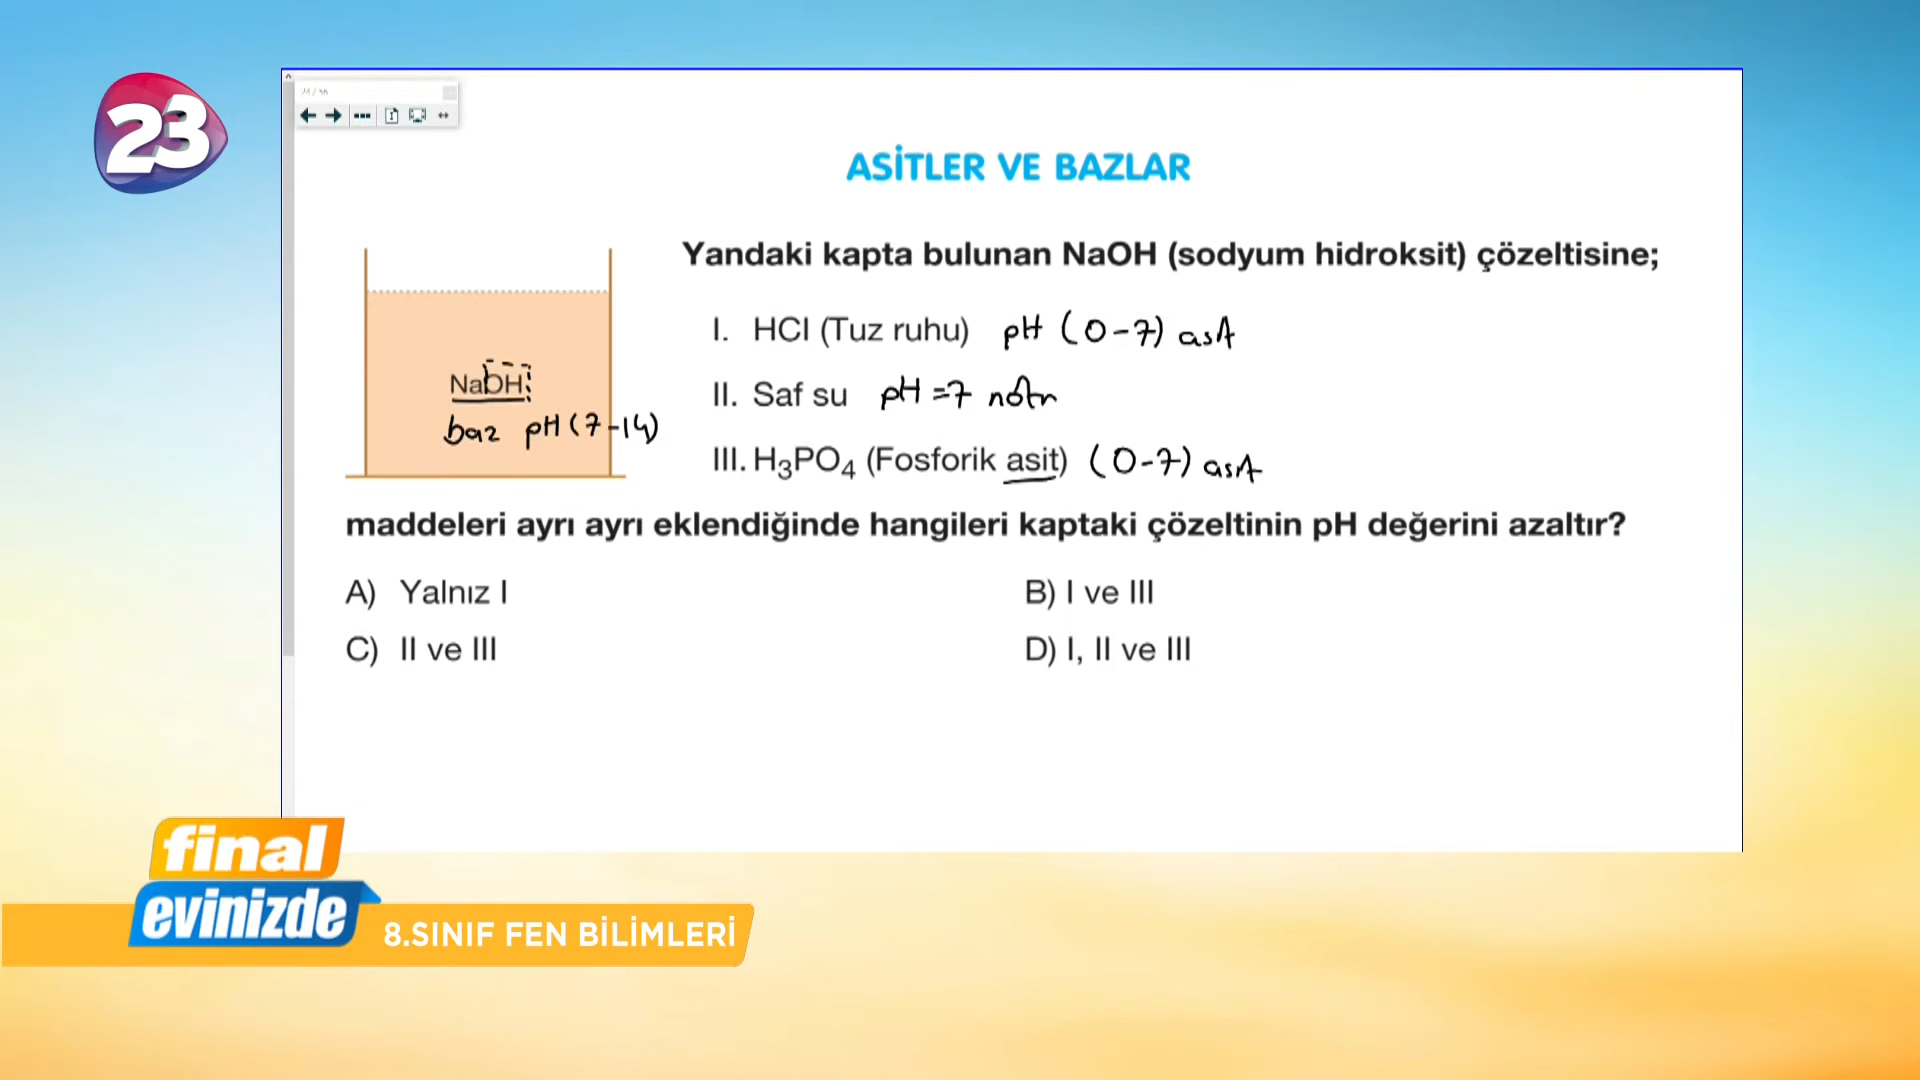 23
24 / 56
ASİTLER VE BAZLAR
Yandaki kapta bulunan NaOH (sodyum hidroksit) çözeltisine;
I. HCl (Tuz ruhu) pH (0-7) asit
II. Saf su pH =7 nötr
III. H₃PO₄ (Fosforik asit) (0-7) asit
NaOH
baz pH (7-14)
maddeleri ayrı ayrı eklendiğinde hangileri kaptaki çözeltinin pH değerini azaltır?
A) Yalnız I
B) I ve III
C) II ve III
D) I, II ve III
final
evinizde
8.SINIF FEN BİLİMLERİ